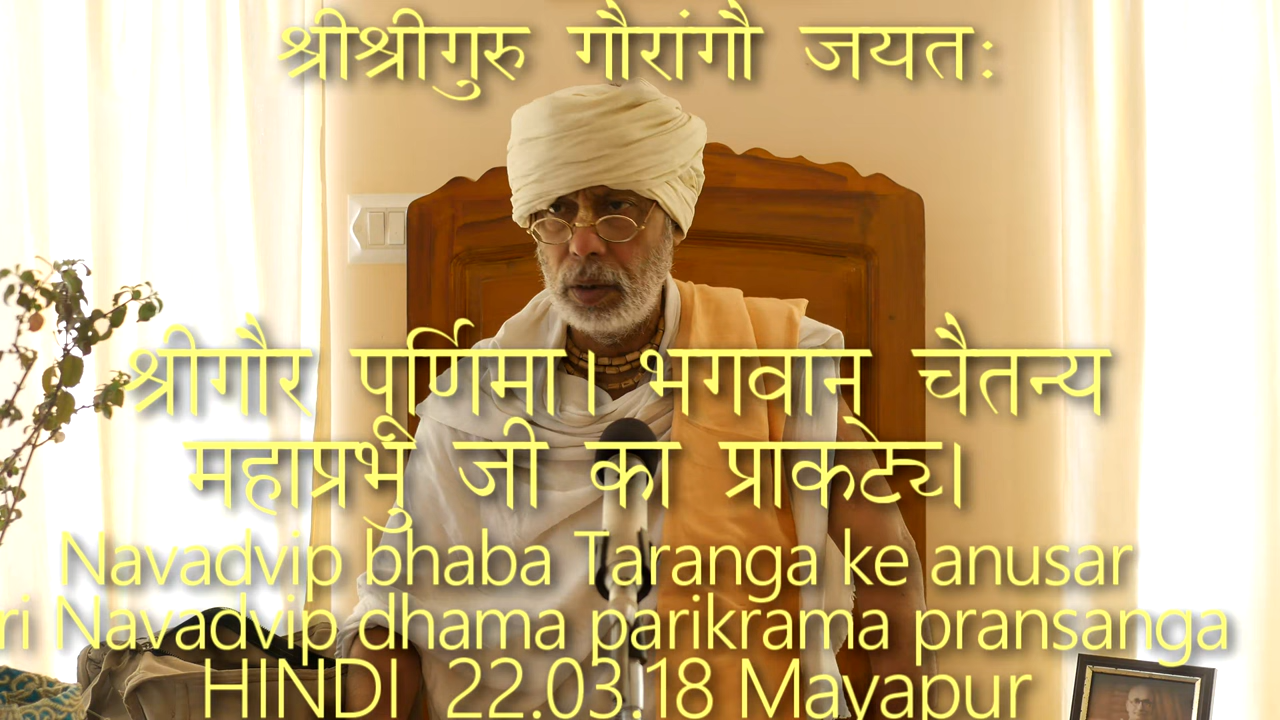 श्रीश्रीगुरु गौरांगौ जयतः
श्रीगौर पूर्णिमा। भगवान् चैतन्य
महाप्रभु जी का प्राकट्य।
Navadvip bhaba Taranga ke anusar
ri Navadvip dhama parikrama pransanga
HINDI 22.03.18 Mayapur